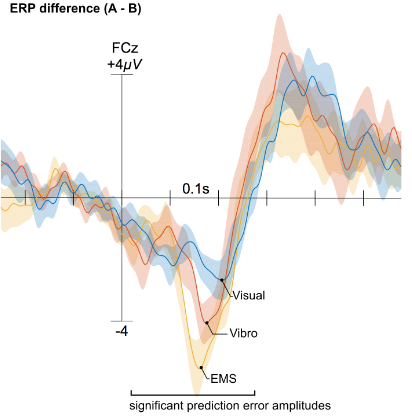 ERP difference (A - B)
FCz
+4µV
0.1s
Visual
-4
Vibro
EMS
significant prediction error amplitudes